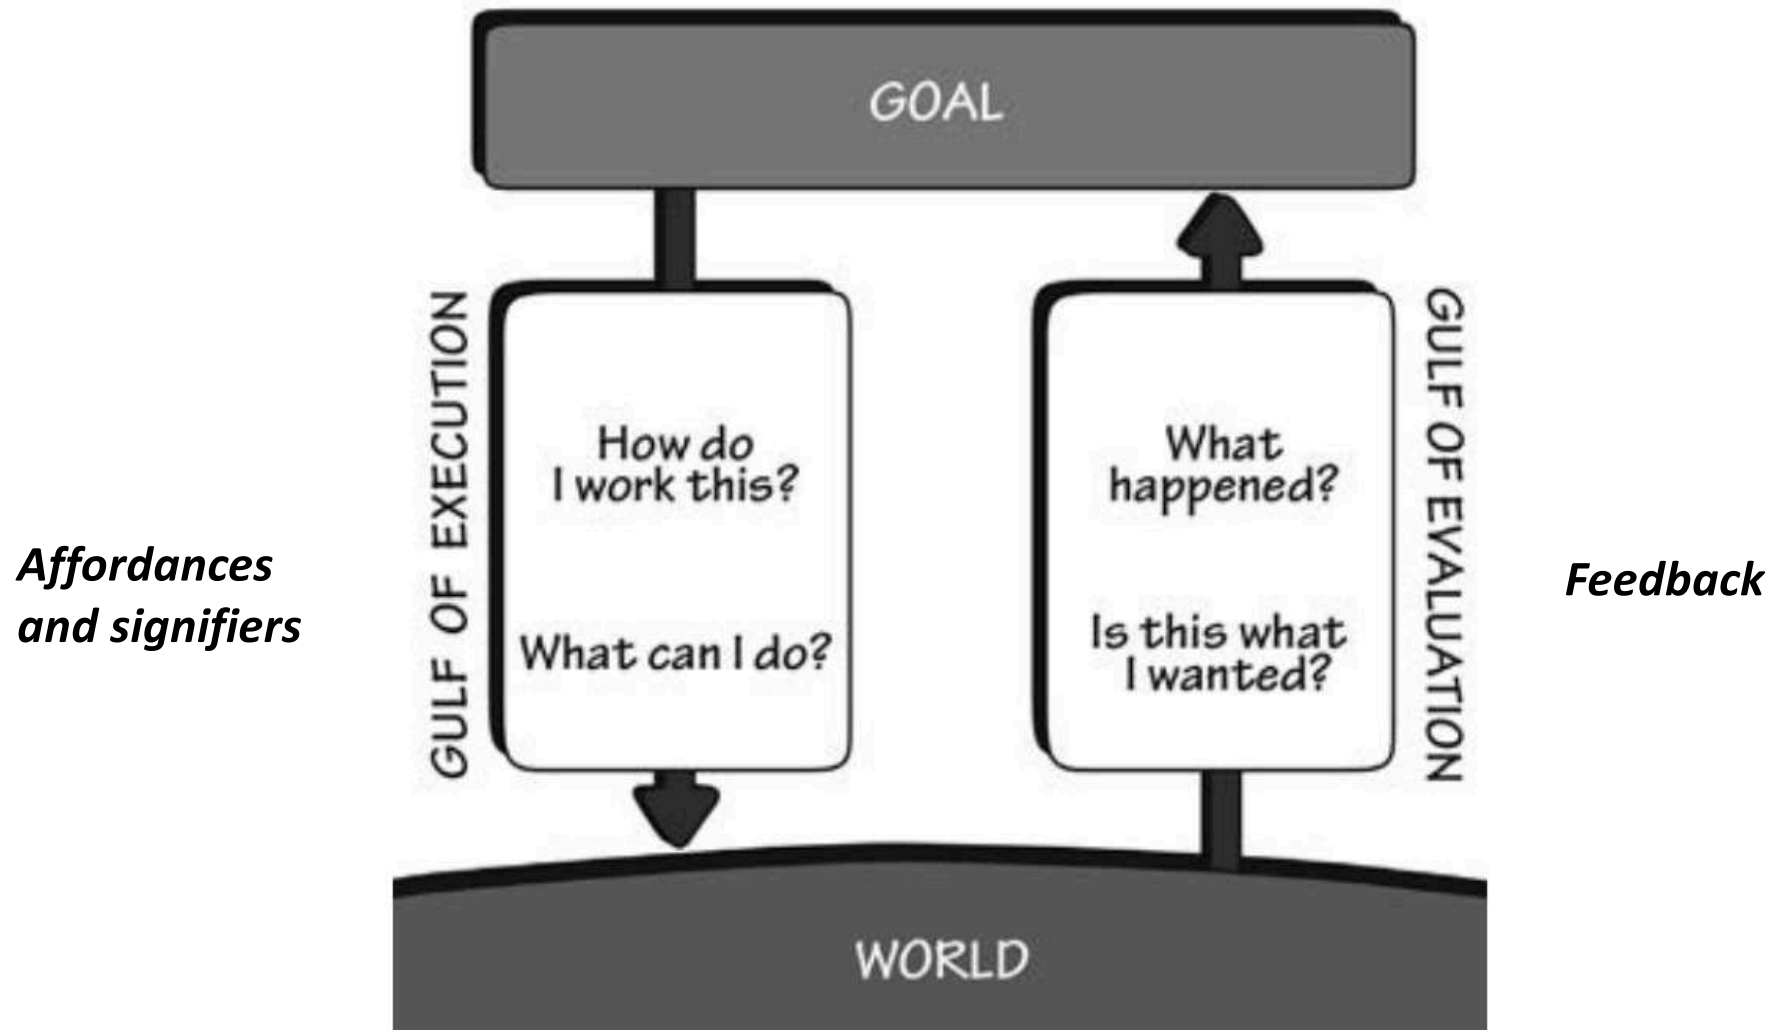 GOAL
GULF OF EXECUTION
How do
I work this?
What can I do?
What
happened?
Is this what
I wanted?
GULF OF EVALUATION
Affordances
and signifiers
Feedback
WORLD